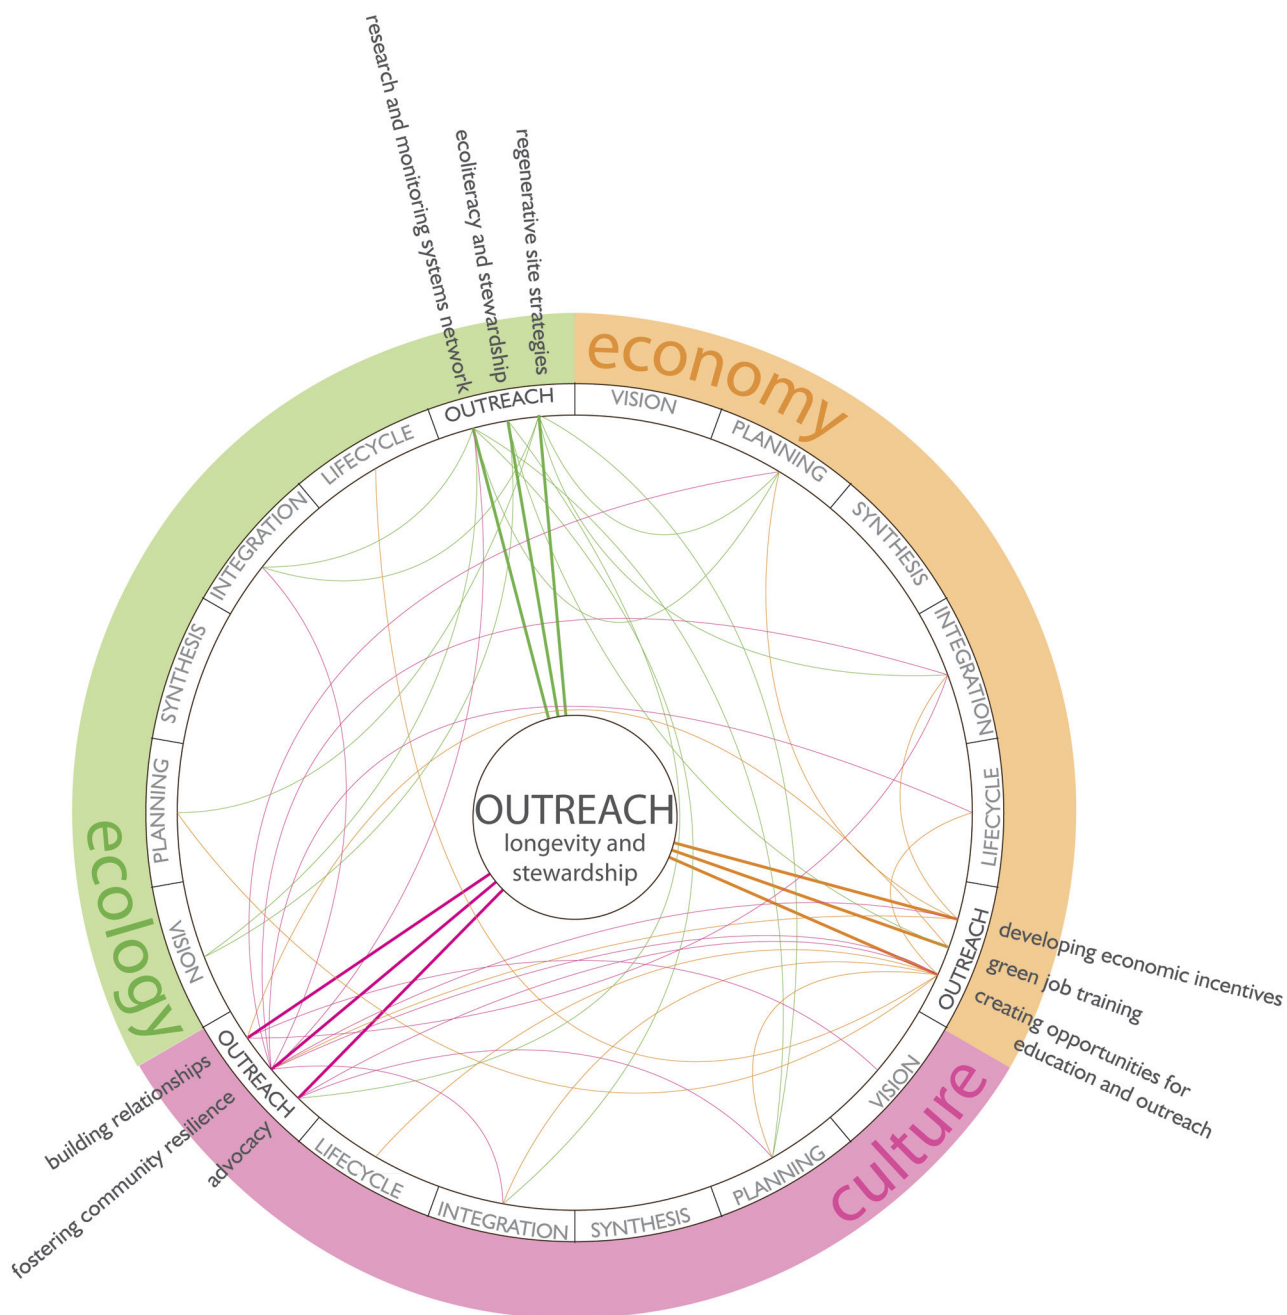 research and monitoring systems network
ecoliteracy and stewardship
regenerative site strategies
economy
VISION
PLANNING
SYNTHESIS
INTEGRATION
LIFECYCLE
OUTREACH
developing economic incentives
green job training
creating opportunities for
education and outreach
culture
VISION
PLANNING
SYNTHESIS
INTEGRATION
LIFECYCLE
OUTREACH
building relationships
fostering community resilience
advocacy
ecology
VISION
PLANNING
SYNTHESIS
INTEGRATION
LIFECYCLE
OUTREACH
OUTREACH
longevity and
stewardship